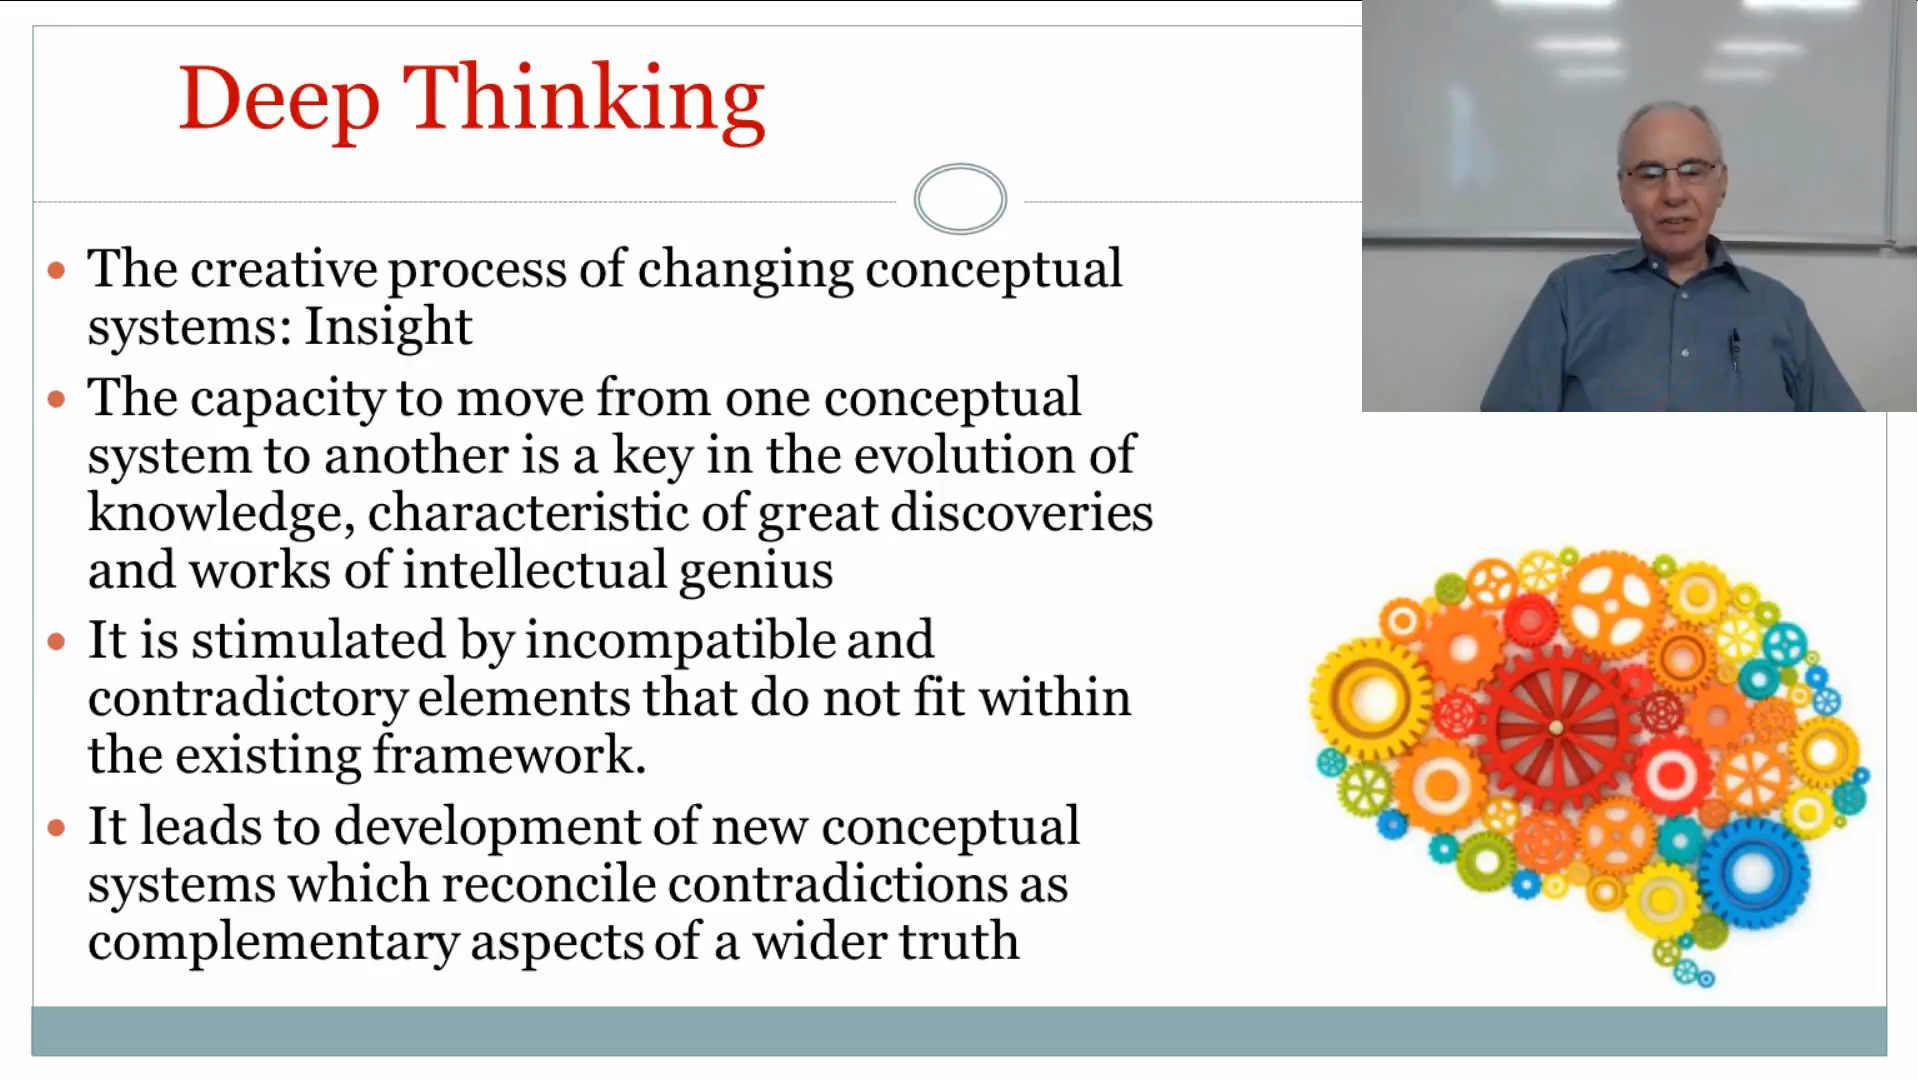 Deep Thinking
The creative process of changing conceptual
systems: Insight
The capacity to move from one conceptual
system to another is a key in the evolution of
knowledge, characteristic of great discoveries
and works of intellectual genius
It is stimulated by incompatible and
contradictory elements that do not fit within
the existing framework.
It leads to development of new conceptual
systems which reconcile contradictions as
complementary aspects of a wider truth